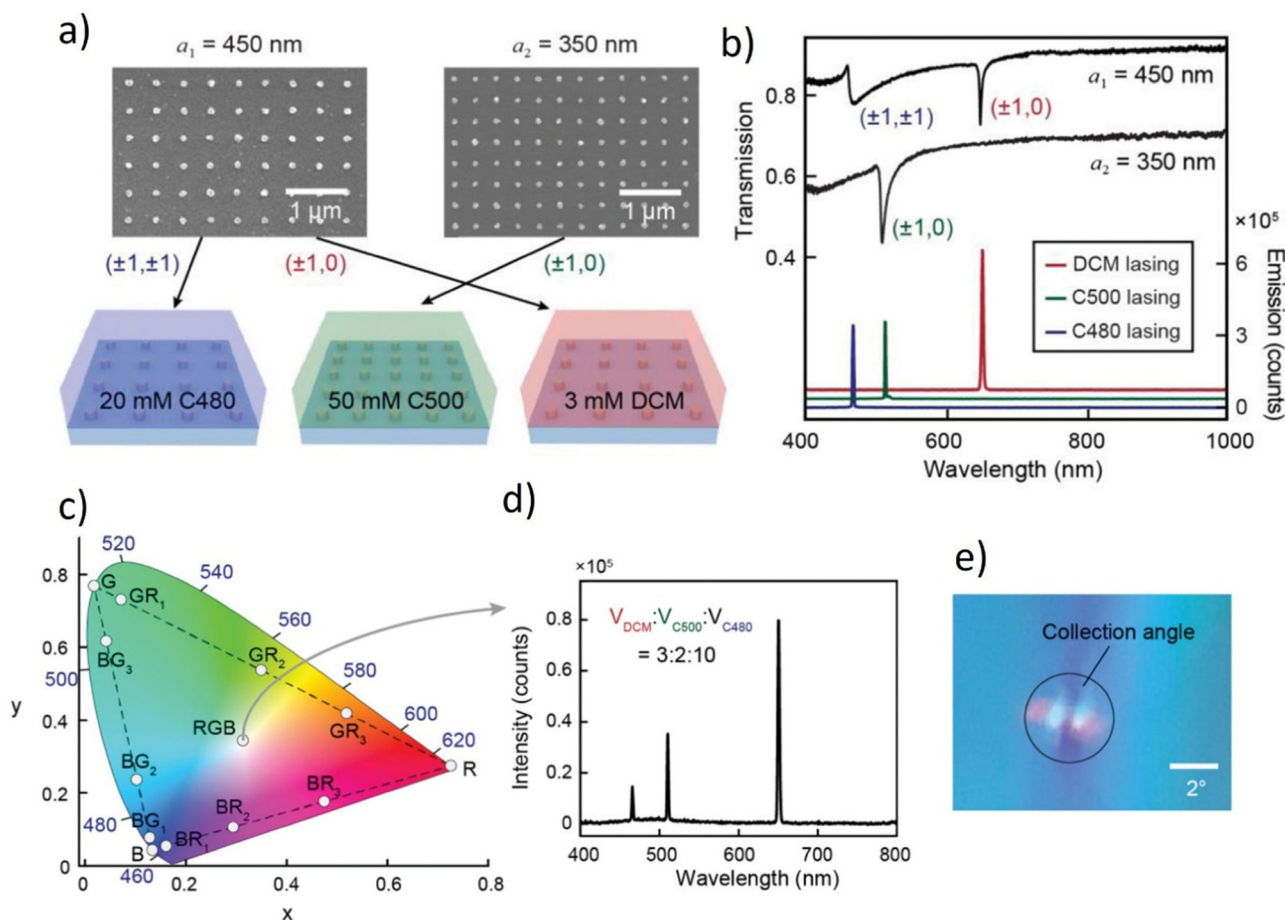 a)
a₁ = 450 nm
a₂ = 350 nm
1 µm
1 µm
(±1,±1)
(±1,0)
(±1,0)
20 mM C480
50 mM C500
3 mM DCM
b)
Transmission
0.8
0.6
0.4
a₁ = 450 nm
(±1,±1)
(±1,0)
a₂ = 350 nm
(±1,0)
DCM lasing
C500 lasing
C480 lasing
×10⁵
6
3
0
Emission (counts)
400
600
800
1000
Wavelength (nm)
c)
y
0.8
0.6
0.4
0.2
0
0
0.2
0.4
0.6
0.8
x
520
540
560
580
600
620
500
480
460
G
GR₁
GR₂
GR₃
R
BG₃
BG₂
BG₁
B
BR₁
BR₂
BR₃
RGB
d)
×10⁵
Intensity (counts)
0.8
0.6
0.4
0.2
0
V_DCM:V_C500:V_C480
= 3:2:10
400
500
600
700
800
Wavelength (nm)
e)
Collection angle
2°